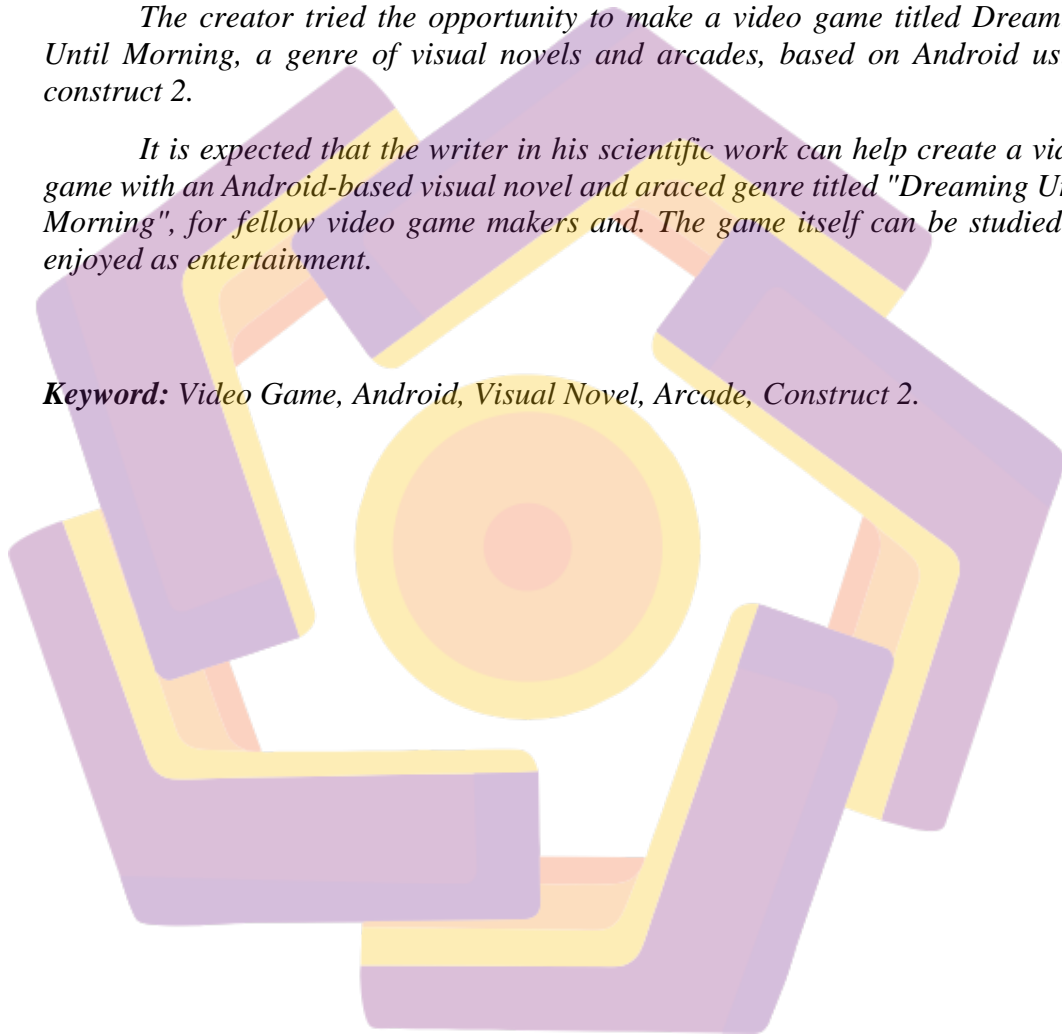 The creator tried the opportunity to make a video game titled Dream
Until Morning, a genre of visual novels and arcades, based on Android us
construct 2.
It is expected that the writer in his scientific work can help create a vid
game with an Android-based visual novel and araced genre titled "Dreaming Un
Morning", for fellow video game makers and. The game itself can be studied
enjoyed as entertainment.
Keyword: Video Game, Android, Visual Novel, Arcade, Construct 2.